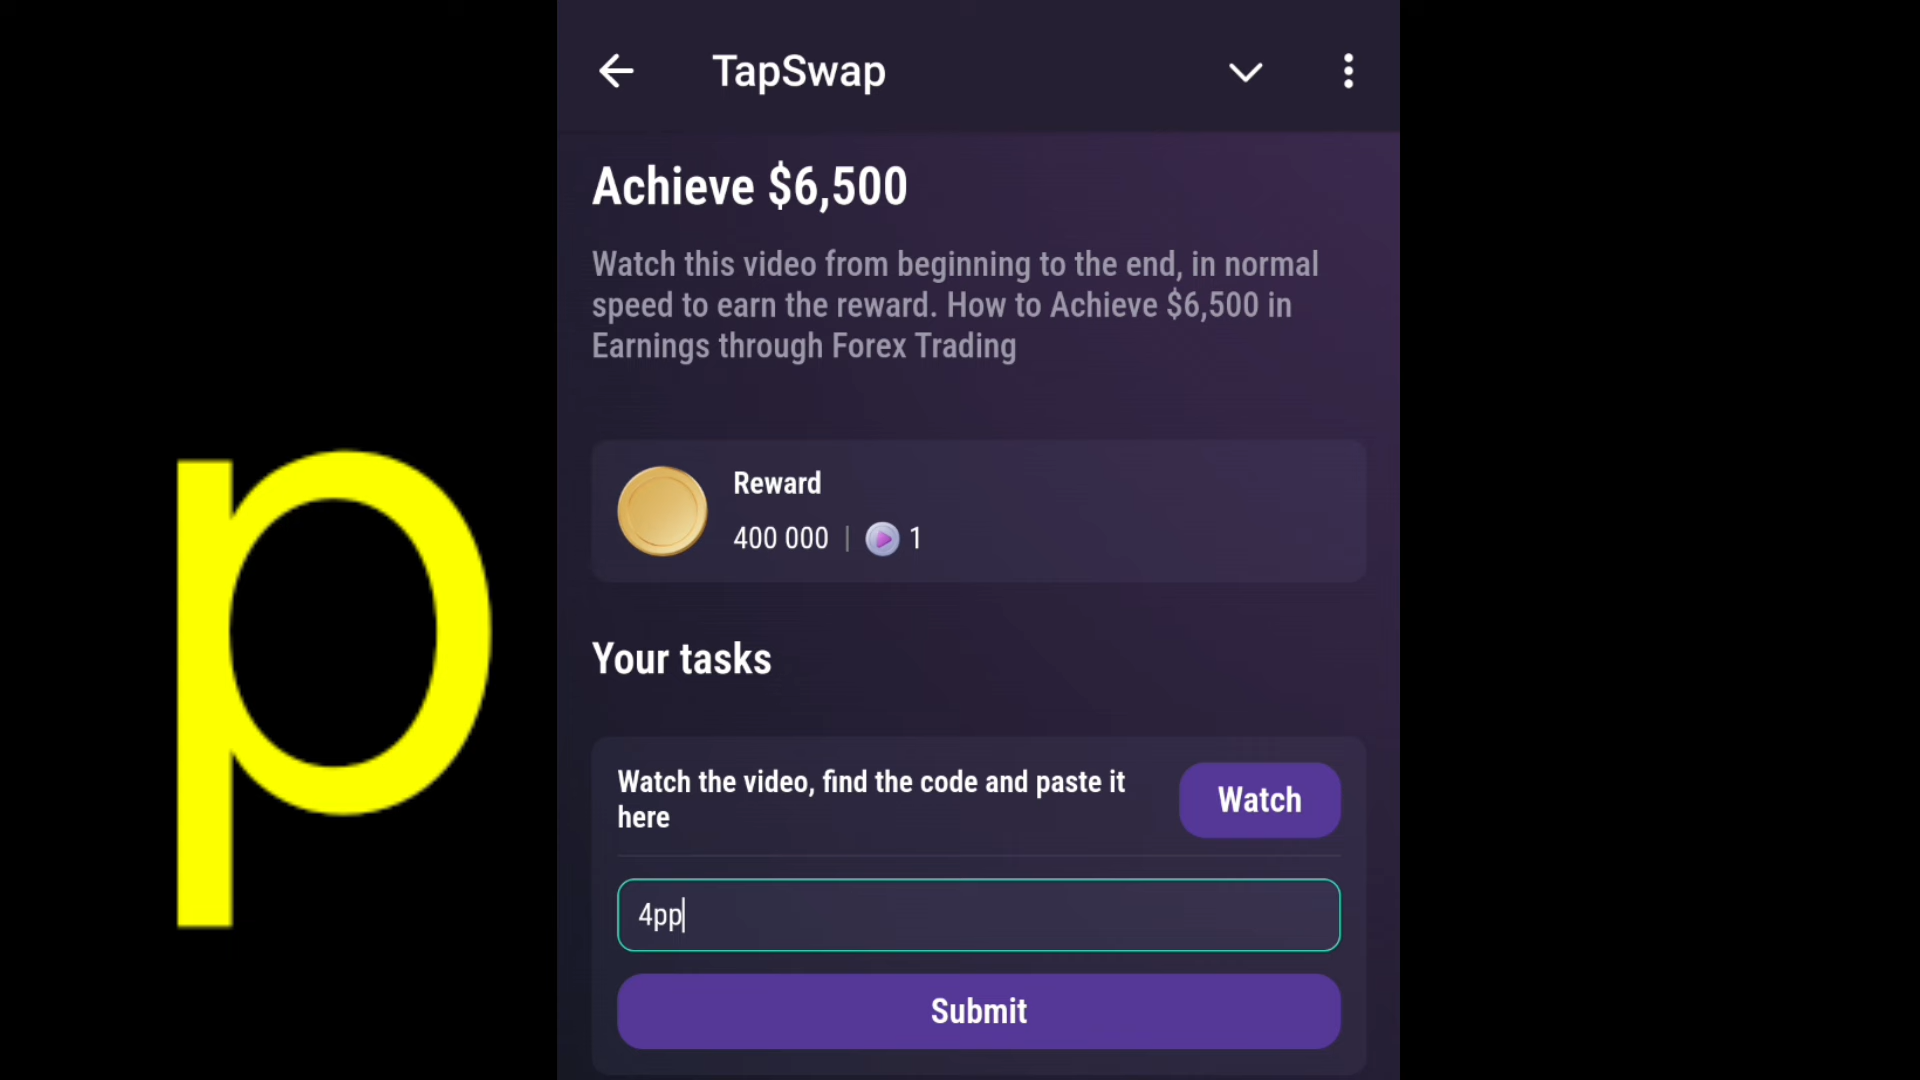 TapSwap
Achieve $6,500
Watch this video from beginning to the end, in normal
speed to earn the reward. How to Achieve $6,500 in
Earnings through Forex Trading
p
Reward
400 000 | 1
Your tasks
Watch the video, find the code and paste it
here
Watch
4pp
Submit